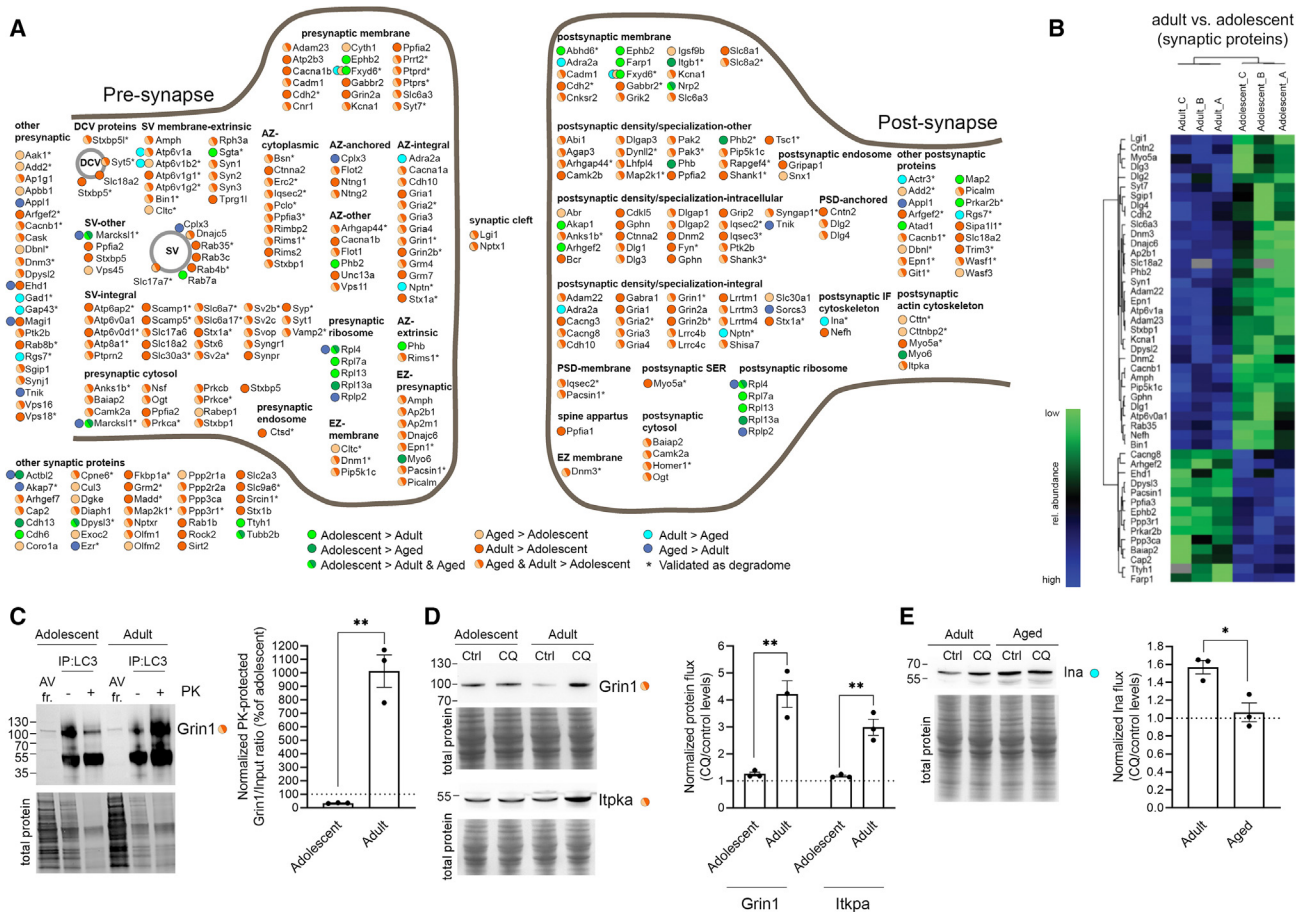 A
Pre-synapse
presynaptic membrane
Adam23
Atp2b3
Cacna1b
Cadm1
Cdh2*
Cnr1
Cyth1
Ephb2
Fxyd6*
Gabbr2
Grin2a
Kcna1
Ppfia2
Prrt2*
Ptprd*
Ptprs*
Slc6a3
Syt7*
other
presynaptic
Aak1*
Add2*
Ap1g1
Apbb1
Appl1
Arfgef2*
Cacnb1*
Cask
Dbnl*
Dnm3*
Dpysl2
Ehd1
Gad1*
Gap43*
Magi1
Ptk2b
Rab8b*
Rgs7*
Sgip1
Synj1
Tnik
Vps16
Vps18*
DCV proteins
Stxbp5l*
DCV
Syt5*
Slc18a2
Stxbp5*
SV membrane-extrinsic
Amph
Atp6v1a
Atp6v1b2*
Atp6v1g1*
Atp6v1g2*
Bin1*
Cltc*
Rph3a
Sgta*
Syn1
Syn2
Syn3
Tprg1l
SV-other
Marcksl1*
Ppfia2
Stxbp5
Vps45
SV
Cplx3
Dnajc5
Rab35*
Rab3c
Rab4b*
Rab7a
Slc17a7*
SV-integral
Atp6ap2*
Atp6v0a1
Atp6v0d1*
Atp8a1*
Ptprn2
Scamp1*
Scamp5*
Slc17a6
Slc18a2
Slc30a3*
Slc6a7*
Slc6a17*
Stx1a*
Stx6
Sv2a*
Sv2b*
Sv2c
Svop
Syngr1
Synpr
Syp*
Syt1
Vamp2*
presynaptic cytosol
Anks1b*
Baiap2
Camk2a
Marcksl1*
Nsf
Ogt
Ppfia2
Prkca*
Prkcb
Prkce*
Rabep1
Stxbp1
Stxbp5
presynaptic
endosome
Ctsd*
AZ-
cytoplasmic
Bsn*
Ctnna2
Erc2*
Iqsec2*
Pclo*
Ppfia3*
Rimbp2
Rims1*
Rims2
Stxbp1
AZ-anchored
Cplx3
Flot2
Ntng1
Ntng2
AZ-other
Arhgap44*
Cacna1b
Flot1
Phb2
Unc13a
Vps11
presynaptic
ribosome
Rpl4
Rpl7a
Rpl13
Rpl13a
Rplp2
EZ-
membrane
Cltc*
Dnm1*
Pip5k1c
AZ-integral
Adra2a
Cacna1a
Cdh10
Gria1
Gria2*
Gria3
Gria4
Grin1*
Grin2b*
Grm4
Grm7
Nptn*
Stx1a*
AZ-
extrinsic
Phb
Rims1*
EZ-
presynaptic
Amph
Ap2b1
Ap2m1
Dnajc6
Epn1*
Myo6
Pacsin1*
Picalm
synaptic cleft
Lgi1
Nptx1
other synaptic proteins
Actbl2
Akap7*
Arhgef7
Cap2
Cdh13
Cdh6
Coro1a
Cpne6*
Cul3
Dgke
Diaph1
Dpysl3*
Exoc2
Ezr*
Fkbp1a*
Grm2*
Madd*
Map2k1*
Nptxr
Olfm1
Olfm2
Ppp2r1a
Ppp2r2a
Ppp3ca
Ppp3r1*
Rab1b
Rock2
Sirt2
Slc2a3
Slc9a6*
Srcin1*
Stx1b
Ttyh1
Tubb2b
Post-synapse
postsynaptic membrane
Abhd6*
Adra2a
Cadm1
Cdh2*
Cnksr2
Ephb2
Farp1
Fxyd6*
Gabbr2*
Grik2
Igsf9b
Itgb1*
Kcna1
Nrp2
Slc6a3
Slc8a1
Slc8a2*
postsynaptic density/specialization-other
Abi1
Agap3
Arhgap44*
Camk2b
Dlgap3
Dynll2*
Lhfpl4
Map2k1*
Pak2*
Pak3*
Phb
Ppfia2
Phb2*
Pip5k1c
Rapgef4*
Shank1*
Tsc1*
postsynaptic endosome
Gripap1
Snx1
postsynaptic density/specialization-intracellular
Abr
Akap1
Anks1b*
Arhgef2
Bcr
Cdkl5
Gphn
Ctnna2
Dlg1
Gphn
Dlgap1
Dlgap2
Dnm2
Fyn*
Dlg1
Grip2
Iqsec2*
Iqsec3*
Ptk2b
Shank3*
Syngap1*
Tnik
PSD-anchored
Cntn2
Dlg2
Dlg4
other postsynaptic
proteins
Actr3*
Add2*
Appl1
Arfgef2*
Atad1
Cacnb1*
Dbnl*
Epn1*
Git1*
Map2
Picalm
Prkar2b*
Rgs7*
Sipa1l1*
Slc18a2
Trim3*
Wasf1*
Wasf3
postsynaptic density/specialization-integral
Adam22
Adra2a
Cacng3
Cacng8
Cdh10
Gabra1
Gria1
Gria2*
Gria3
Gria4
Grin1*
Grin2a
Grin2b*
Lrrc4b
Lrrc4c
Lrrtm1
Lrrtm3
Lrrtm4
Nptn*
Shisa7
Slc30a1
Sorcs3
Stx1a*
postsynaptic IF
cytoskeleton
Ina*
Nefh
postsynaptic
actin cytoskeleton
Cttn*
Cttnbp2*
Myo5a*
Myo6
Itpka
PSD-membrane
Iqsec2*
Pacsin1*
spine appartus
Ppfia1
EZ membrane
Dnm3*
postsynaptic SER
Myo5a*
postsynaptic
cytosol
Baiap2
Camk2a
Homer1*
Ogt
postsynaptic ribosome
Rpl4
Rpl7a
Rpl13
Rpl13a
Rplp2
Adolescent > Adult
Adolescent > Aged
Adolescent > Adult & Aged
Aged > Adolescent
Adult > Adolescent
Aged & Adult > Adolescent
Adult > Aged
Aged > Adult
* Validated as degradome
B
adult vs. adolescent
(synaptic proteins)
Adult_C
Adult_B
Adult_A
Adolescent_C
Adolescent_B
Adolescent_A
Lgi1
Cntn2
Myo5a
Dlg3
Dlg2
Syt7
Sgip1
Dlg4
Cdh2
Slc6a3
Dnm3
Dnajc6
Ap2b1
Slc18a2
Phb2
Syn1
Adam22
Epn1
Atp6v1a
Adam23
Stxbp1
Kcna1
Dpysl2
Dnm2
Cacnb1
Amph
Pip5k1c
Gphn
Dlg1
Atp6v0a1
Rab35
Nefh
Bin1
Cacng8
Arhgef2
Ehd1
Dpysl3
Pacsin1
Ppfia3
Ephb2
Ppp3r1
Prkar2b
Ppp3ca
Baiap2
Cap2
Ttyh1
Farp1
low
rel. abundance
high
C
Adolescent
Adult
IP:LC3
IP:LC3
AV
fr.
-
+
AV
fr.
-
+
PK
130
100
70
55
35
Grin1
total protein
Normalized PK-protected
Grin1/Input ratio (% of adolescent)
1200
1100
1000
900
800
700
600
500
400
300
200
100
0
**
Adolescent
Adult
D
Adolescent
Adult
Ctrl
CQ
Ctrl
CQ
130
100
70
Grin1
total protein
55
Itpka
total protein
Normalized protein flux
(CQ/control levels)
6
5
4
3
2
1
0
**
**
Adolescent
Adult
Adolescent
Adult
Grin1
Itkpa
E
Adult
Aged
Ctrl
CQ
Ctrl
CQ
70
55
Ina
total protein
Normalized Ina flux
(CQ/control levels)
1.8
1.6
1.4
1.2
1.0
0.8
0.6
0.4
0.2
0.0
*
Adult
Aged